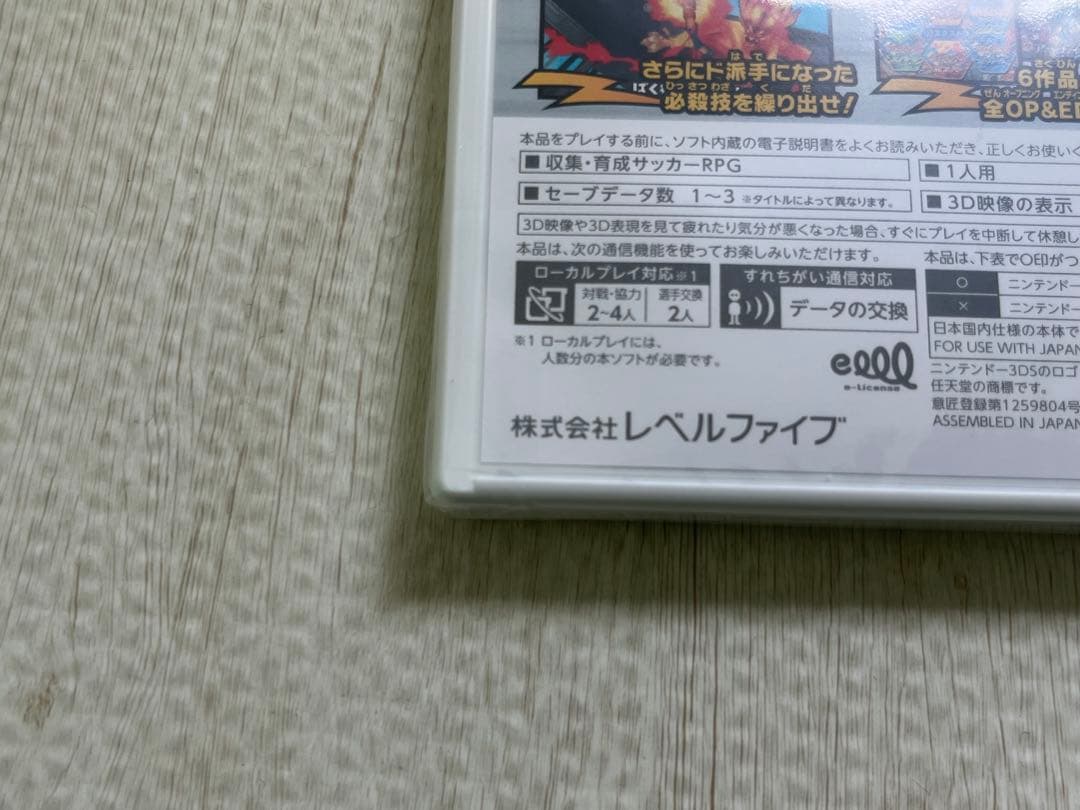 さらにド派手になった
必殺技を繰り出せ!
6作品
全OP&E
本品をプレイする前に、ソフト内蔵の電子説明書をよくお読みいただき、正しくお使いく
■ 収集・育成サッカーRPG
■ 1人用
■ セーブデータ数 1〜3 ※タイトルによって異なります。
■ 3D映像の表示
3D映像や3D表現を見て疲れたり気分が悪くなった場合、すぐにプレイを中断して休憩し
本品は、次の通信機能を使ってお楽しみいただけます。
本品は、下表で○印がつ
ローカルプレイ対応※1
対戦・協力 2~4人
選手交換 2人
すれちがい通信対応
データの交換
○ ニンテンドー
× ニンテンドー
※1 ローカルプレイには、
人数分の本ソフトが必要です。
日本国内仕様の本体で
FOR USE WITH JAPAN
e-License
ニンテンドー3DSのロゴ
任天堂の商標です。
意匠登録第1259804号
ASSEMBLED IN JAPAN
株式会社レベルファイブ